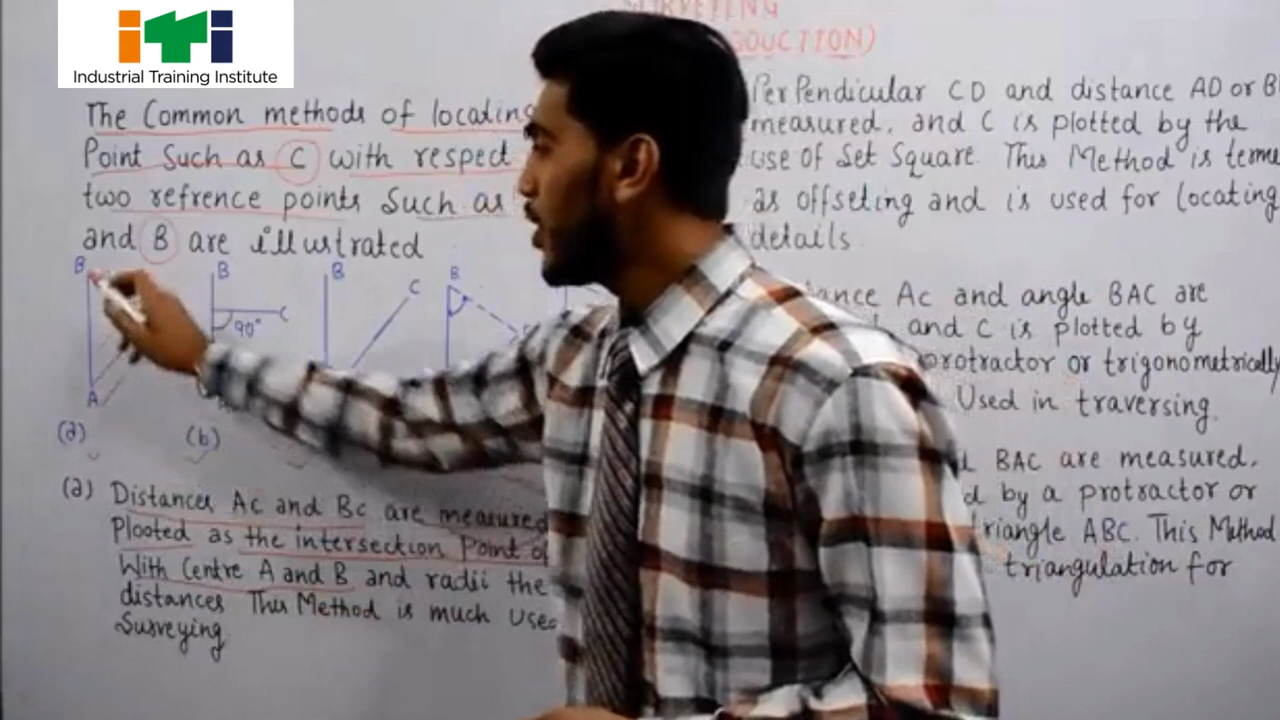 iTi
Industrial Training Institute
SURVEYING
The Common methods of locating
Point Such as C with respect
two refrence points Such as
and B are illustrated
B
A
(a)
B
C
90°
(b)
B
C
B
(a) Distances Ac and Bc are measured
Plooted as the intersection Point of
With Centre A and B and radii the
distances This Method is much
Surveying
PerPendicular CD and distance AD or
measured, and C is plotted by the
use of Set Square. This Method is
as offseting and is used for locating
details
Ac and angle BAC are
and C is plotted by
protractor or trigonometrically
Used in traversing.
BAC are measured,
by a protractor or
triangle ABC. This Method
triangulation for